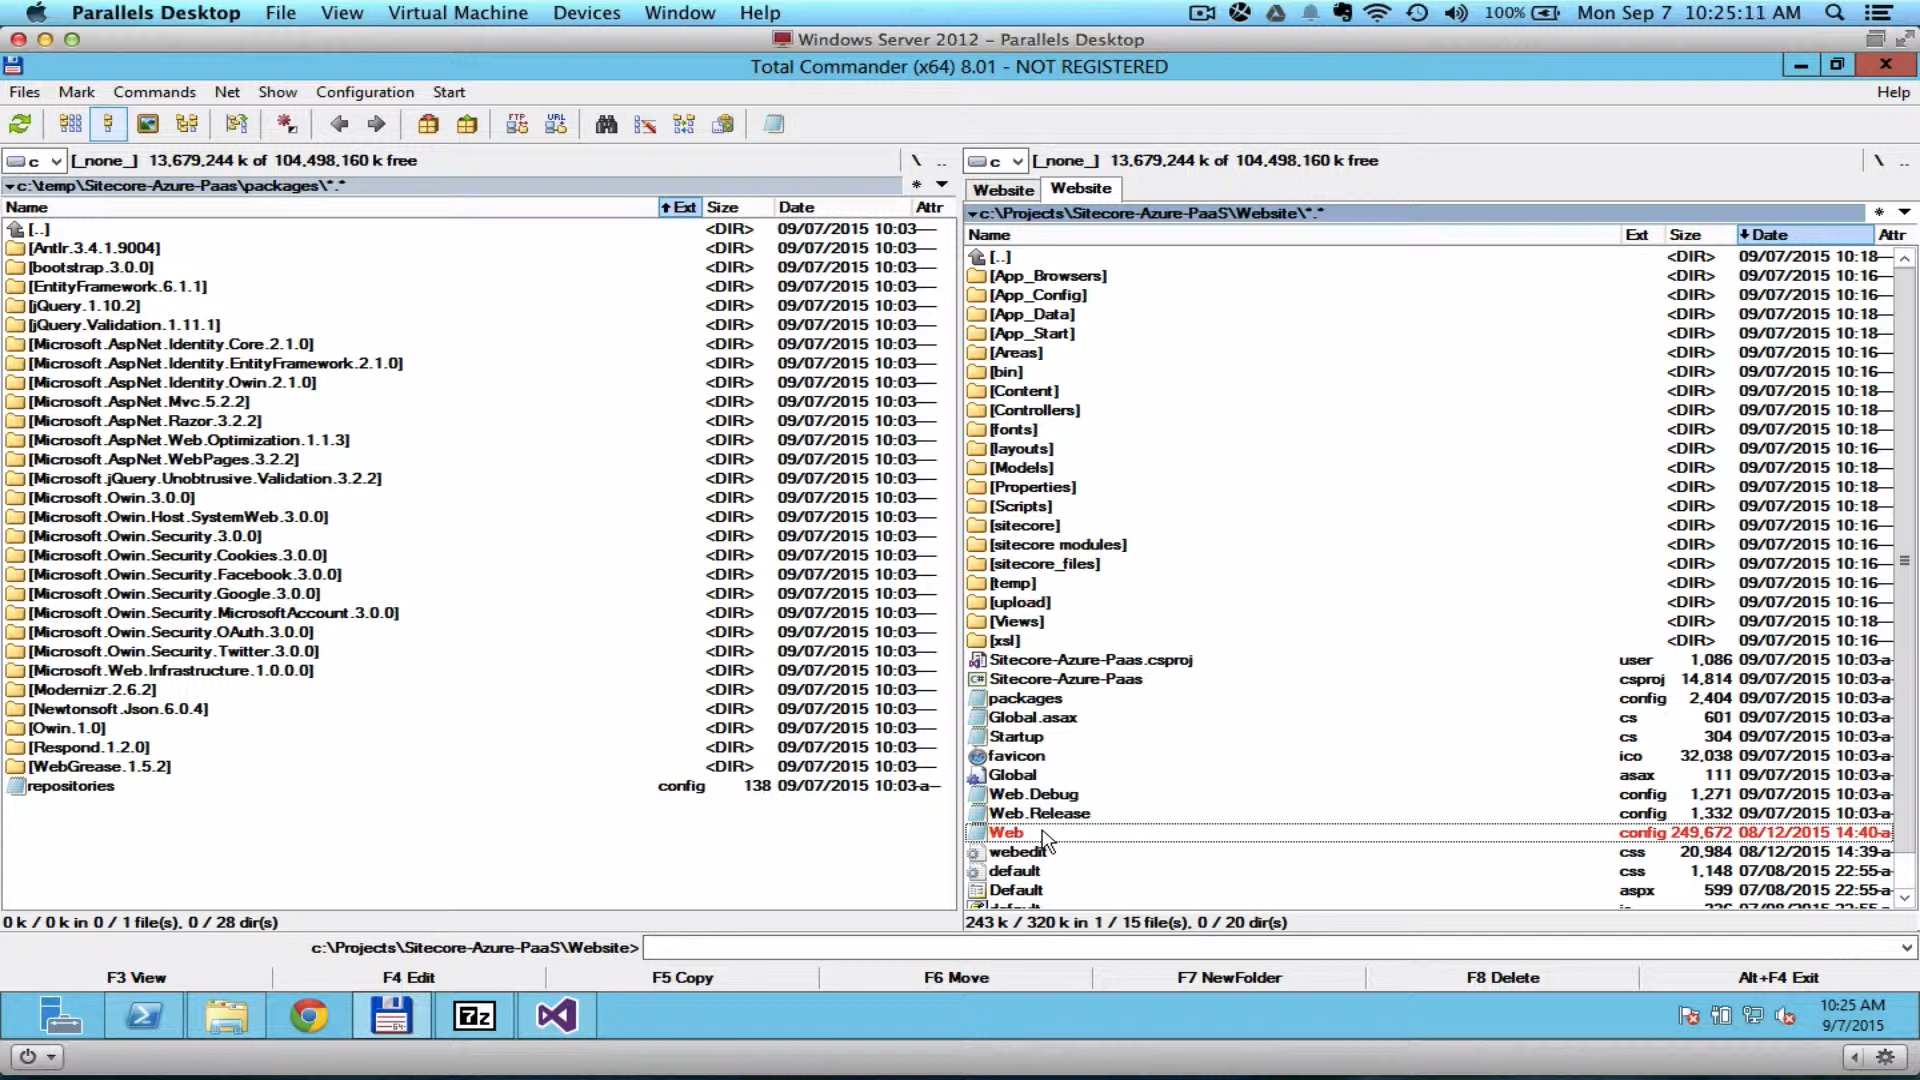 Parallels Desktop File View Virtual Machine Devices Window Help 100% Mon Sep 7 10:25:11 AM
Windows Server 2012 - Parallels Desktop
Total Commander (x64) 8.01 - NOT REGISTERED
Files Mark Commands Net Show Configuration Start Help
FTP URL
c [_none_] 13,679,244 k of 104,498,160 k free \ ..
c:\temp\Sitecore-Azure-Paas\packages\*.* *
Name Ext Size Date Attr
[..] <DIR> 09/07/2015 10:03----
[Antlr.3.4.1.9004] <DIR> 09/07/2015 10:03----
[bootstrap.3.0.0] <DIR> 09/07/2015 10:03----
[EntityFramework.6.1.1] <DIR> 09/07/2015 10:03----
[jQuery.1.10.2] <DIR> 09/07/2015 10:03----
[jQuery.Validation.1.11.1] <DIR> 09/07/2015 10:03----
[Microsoft.AspNet.Identity.Core.2.1.0] <DIR> 09/07/2015 10:03----
[Microsoft.AspNet.Identity.EntityFramework.2.1.0] <DIR> 09/07/2015 10:03----
[Microsoft.AspNet.Identity.Owin.2.1.0] <DIR> 09/07/2015 10:03----
[Microsoft.AspNet.Mvc.5.2.2] <DIR> 09/07/2015 10:03----
[Microsoft.AspNet.Razor.3.2.2] <DIR> 09/07/2015 10:03----
[Microsoft.AspNet.Web.Optimization.1.1.3] <DIR> 09/07/2015 10:03----
[Microsoft.AspNet.WebPages.3.2.2] <DIR> 09/07/2015 10:03----
[Microsoft.jQuery.Unobtrusive.Validation.3.2.2] <DIR> 09/07/2015 10:03----
[Microsoft.Owin.3.0.0] <DIR> 09/07/2015 10:03----
[Microsoft.Owin.Host.SystemWeb.3.0.0] <DIR> 09/07/2015 10:03----
[Microsoft.Owin.Security.3.0.0] <DIR> 09/07/2015 10:03----
[Microsoft.Owin.Security.Cookies.3.0.0] <DIR> 09/07/2015 10:03----
[Microsoft.Owin.Security.Facebook.3.0.0] <DIR> 09/07/2015 10:03----
[Microsoft.Owin.Security.Google.3.0.0] <DIR> 09/07/2015 10:03----
[Microsoft.Owin.Security.MicrosoftAccount.3.0.0] <DIR> 09/07/2015 10:03----
[Microsoft.Owin.Security.OAuth.3.0.0] <DIR> 09/07/2015 10:03----
[Microsoft.Owin.Security.Twitter.3.0.0] <DIR> 09/07/2015 10:03----
[Microsoft.Web.Infrastructure.1.0.0.0] <DIR> 09/07/2015 10:03----
[Modernizr.2.6.2] <DIR> 09/07/2015 10:03----
[Newtonsoft.Json.6.0.4] <DIR> 09/07/2015 10:03----
[Owin.1.0] <DIR> 09/07/2015 10:03----
[Respond.1.2.0] <DIR> 09/07/2015 10:03----
[WebGrease.1.5.2] <DIR> 09/07/2015 10:03----
repositories config 138 09/07/2015 10:03-a--
0 k / 0 k in 0 / 1 file(s), 0 / 28 dir(s)
c [_none_] 13,679,244 k of 104,498,160 k free \ ..
Website Website
c:\Projects\Sitecore-Azure-PaaS\Website\*.* *
Name Ext Size Date Attr
[..] <DIR> 09/07/2015 10:18—
[App_Browsers] <DIR> 09/07/2015 10:16—
[App_Config] <DIR> 09/07/2015 10:16—
[App_Data] <DIR> 09/07/2015 10:16—
[App_Start] <DIR> 09/07/2015 10:18—
[Areas] <DIR> 09/07/2015 10:16—
[bin] <DIR> 09/07/2015 10:16—
[Content] <DIR> 09/07/2015 10:18—
[Controllers] <DIR> 09/07/2015 10:18—
[fonts] <DIR> 09/07/2015 10:18—
[layouts] <DIR> 09/07/2015 10:16—
[Models] <DIR> 09/07/2015 10:18—
[Properties] <DIR> 09/07/2015 10:18—
[Scripts] <DIR> 09/07/2015 10:18—
[sitecore] <DIR> 09/07/2015 10:16—
[sitecore modules] <DIR> 09/07/2015 10:16—
[sitecore_files] <DIR> 09/07/2015 10:16—
[temp] <DIR> 09/07/2015 10:16—
[upload] <DIR> 09/07/2015 10:16—
[Views] <DIR> 09/07/2015 10:18—
[xsl] <DIR> 09/07/2015 10:16—
Sitecore-Azure-Paas.csproj user 1,086 09/07/2015 10:03-a
Sitecore-Azure-Paas csproj 14,814 09/07/2015 10:03-a
packages config 2,404 09/07/2015 10:03-a
Global.asax cs 601 09/07/2015 10:03-a
Startup cs 304 09/07/2015 10:03-a
favicon ico 32,038 09/07/2015 10:03-a
Global asax 111 09/07/2015 10:03-a
Web.Debug config 1,271 09/07/2015 10:03-a
Web.Release config 1,332 09/07/2015 10:03-a
Web config 249,672 08/12/2015 14:40-a
webedit css 20,984 08/12/2015 14:39-a
default css 1,148 07/08/2015 22:55-a
Default aspx 599 07/08/2015 22:55-a
243 k / 320 k in 1 / 15 file(s), 0 / 20 dir(s)
c:\Projects\Sitecore-Azure-PaaS\Website>
F3 View F4 Edit F5 Copy F6 Move F7 NewFolder F8 Delete Alt+F4 Exit
64 7z
10:25 AM
9/7/2015